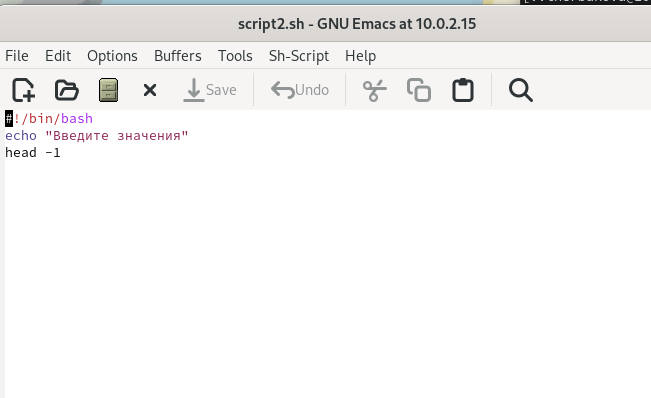 script2.sh - GNU Emacs at 10.0.2.15
File Edit Options Buffers Tools Sh-Script Help
Save Undo
#!/bin/bash
echo "Введите значения"
head -1